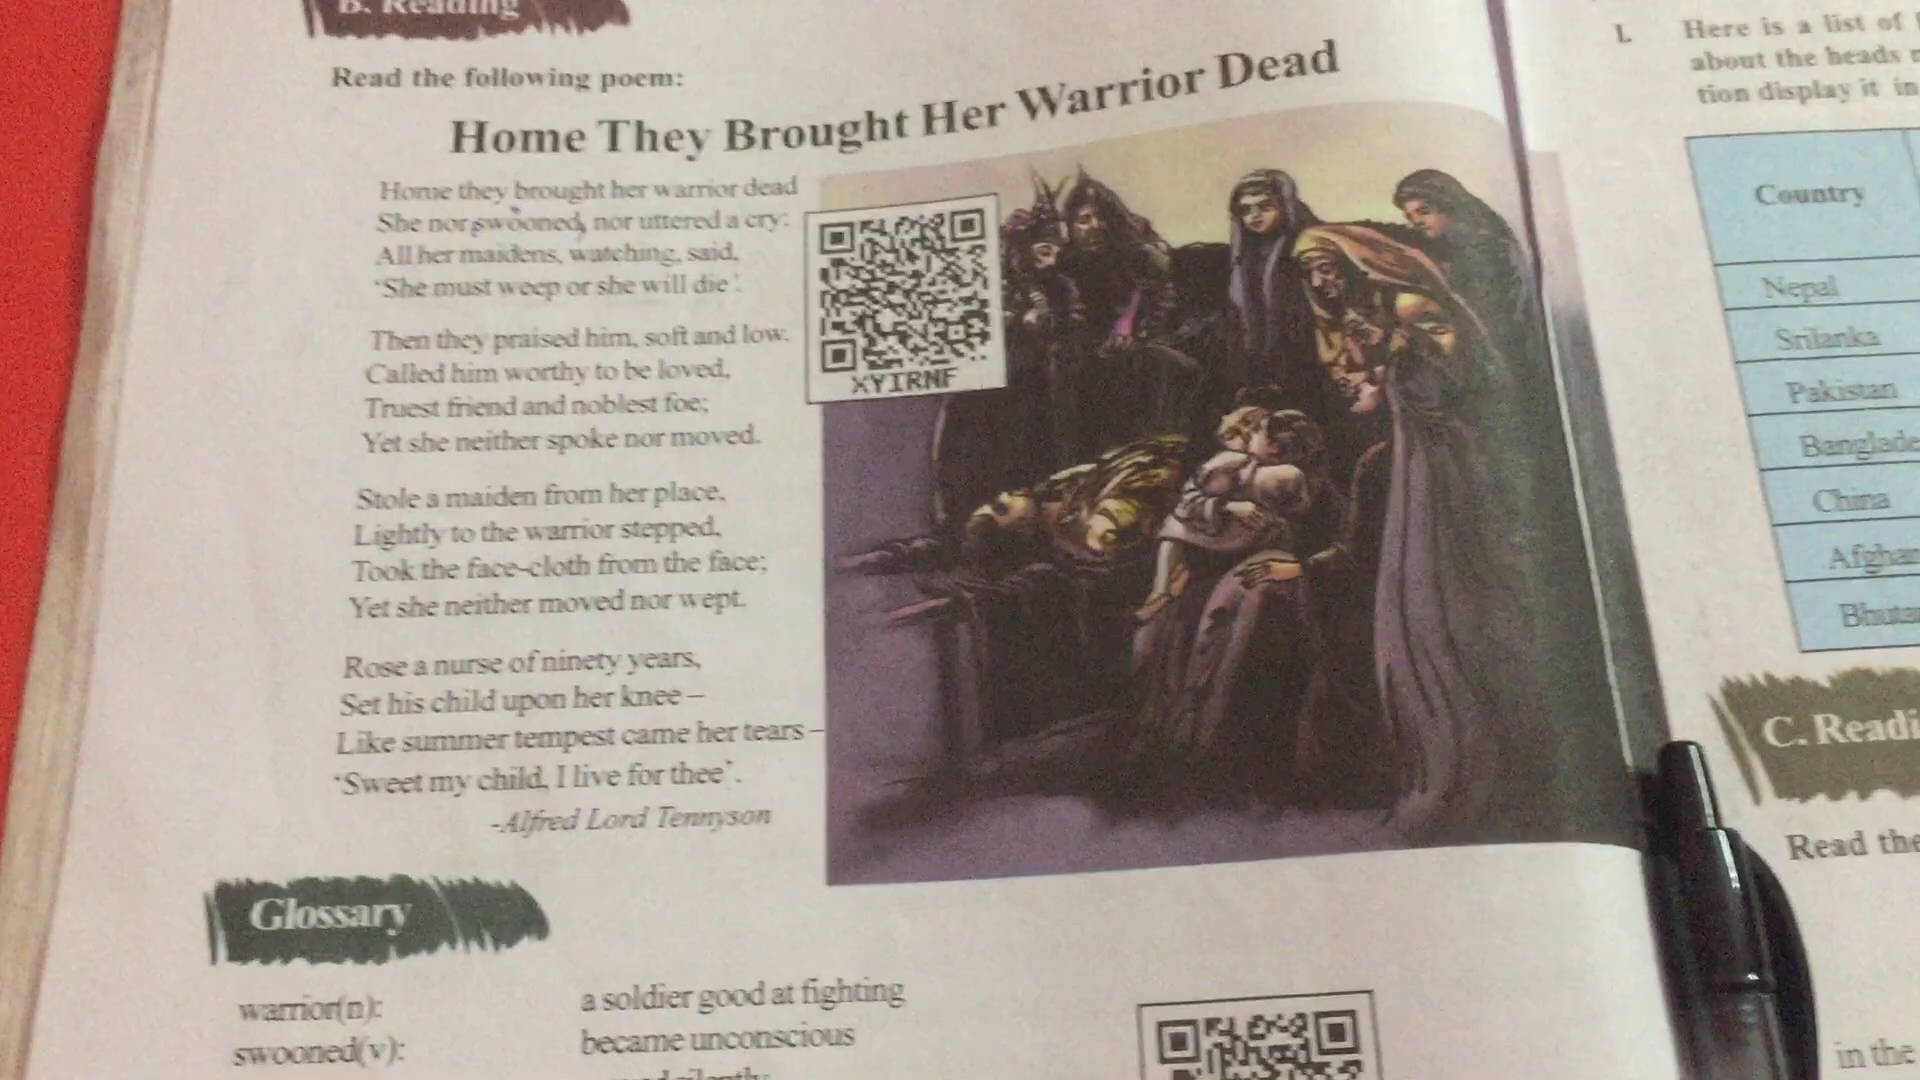 B. Reading
Read the following poem:
Home They Brought Her Warrior Dead
Home they brought her warrior dead
She nor swooned, nor uttered a cry:
All her maidens, watching, said,
‘She must weep or she will die’.
Then they praised him, soft and low.
Called him worthy to be loved,
Truest friend and noblest foe;
Yet she neither spoke nor moved.
Stole a maiden from her place,
Lightly to the warrior stepped,
Took the face-cloth from the face;
Yet she neither moved nor wept.
Rose a nurse of ninety years,
Set his child upon her knee –
Like summer tempest came her tears –
‘Sweet my child, I live for thee’.
-Alfred Lord Tennyson
XYIRNF
Glossary
warrior(n): a soldier good at fighting
swooned(v): became unconscious
silently
I. Here is a list of
about the heads
tion display it in
Country
Nepal
Srilanka
Pakistan
Banglade
China
Afghan
Bhuta
C. Readi
Read the
in the